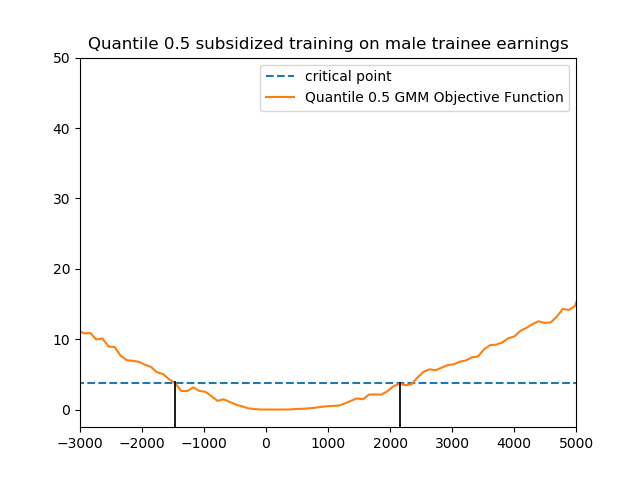 Quantile 0.5 subsidized training on male trainee earnings
critical point
Quantile 0.5 GMM Objective Function
50
40
30
20
10
0
−3000 −2000 −1000 0 1000 2000 3000 4000 5000